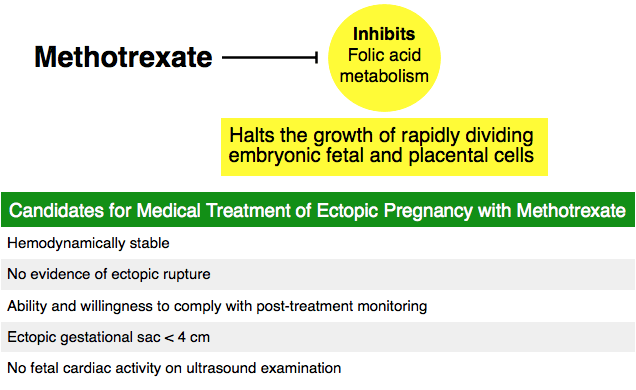 Methotrexate
Inhibits
Folic acid
metabolism
Halts the growth of rapidly dividing
embryonic fetal and placental cells
Candidates for Medical Treatment of Ectopic Pregnancy with Methotrexate
Hemodynamically stable
No evidence of ectopic rupture
Ability and willingness to comply with post-treatment monitoring
Ectopic gestational sac < 4 cm
No fetal cardiac activity on ultrasound examination